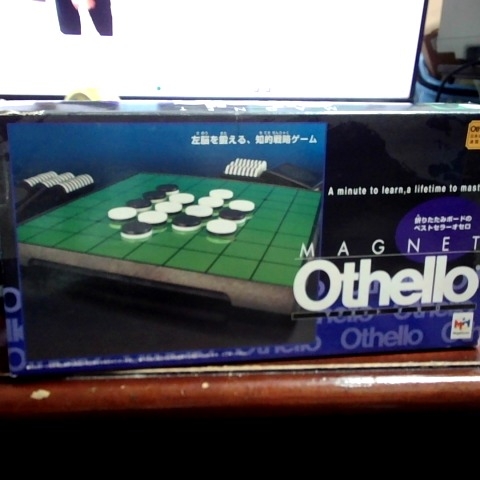 左脳を鍛える、知的戦略ゲーム
A minute to learn,a lifetime to mast
折りたたみボードの
ベストセラーオセロ
MAGNET
Othello
Othello
Othello